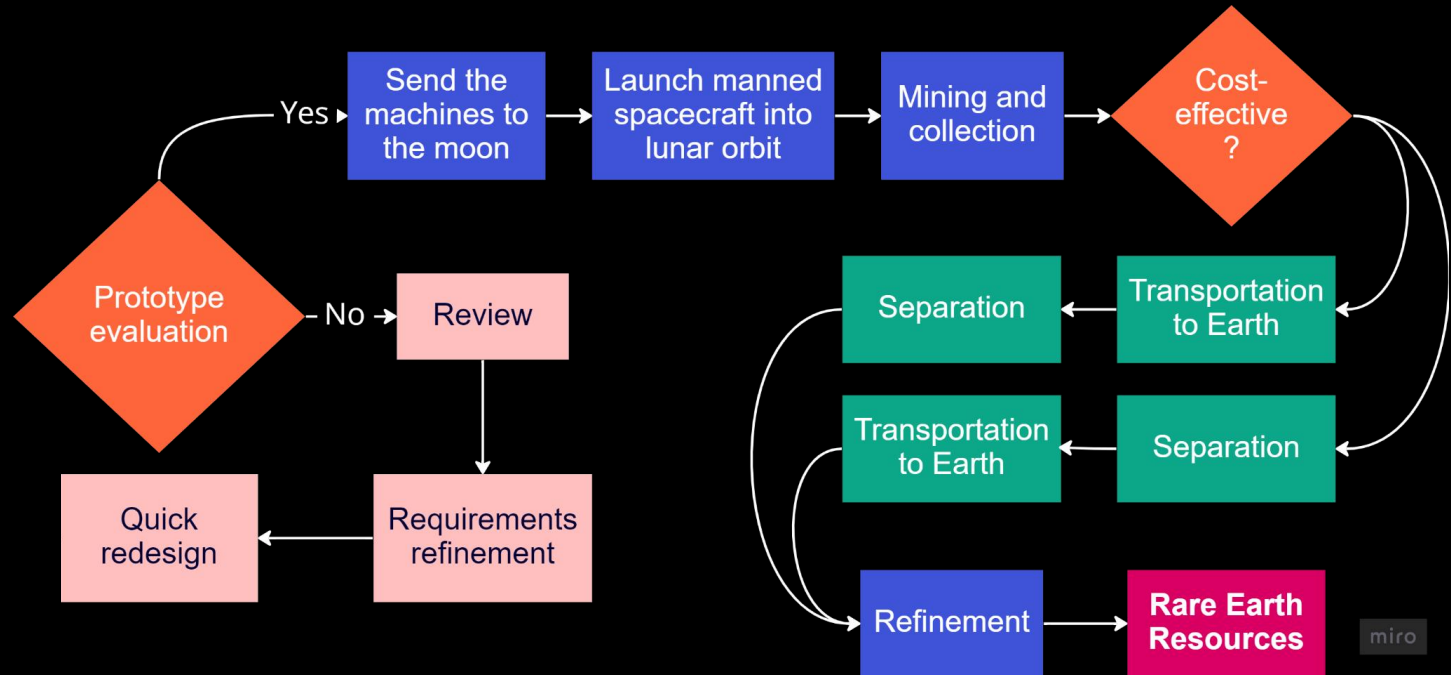 Yes
Send the
machines to
the moon
Launch manned
spacecraft into
lunar orbit
Mining and
collection
Cost-
effective
?
Prototype
evaluation
No
Review
Separation
Transportation
to Earth
Transportation
to Earth
Separation
Quick
redesign
Requirements
refinement
Refinement
Rare Earth
Resources
miro